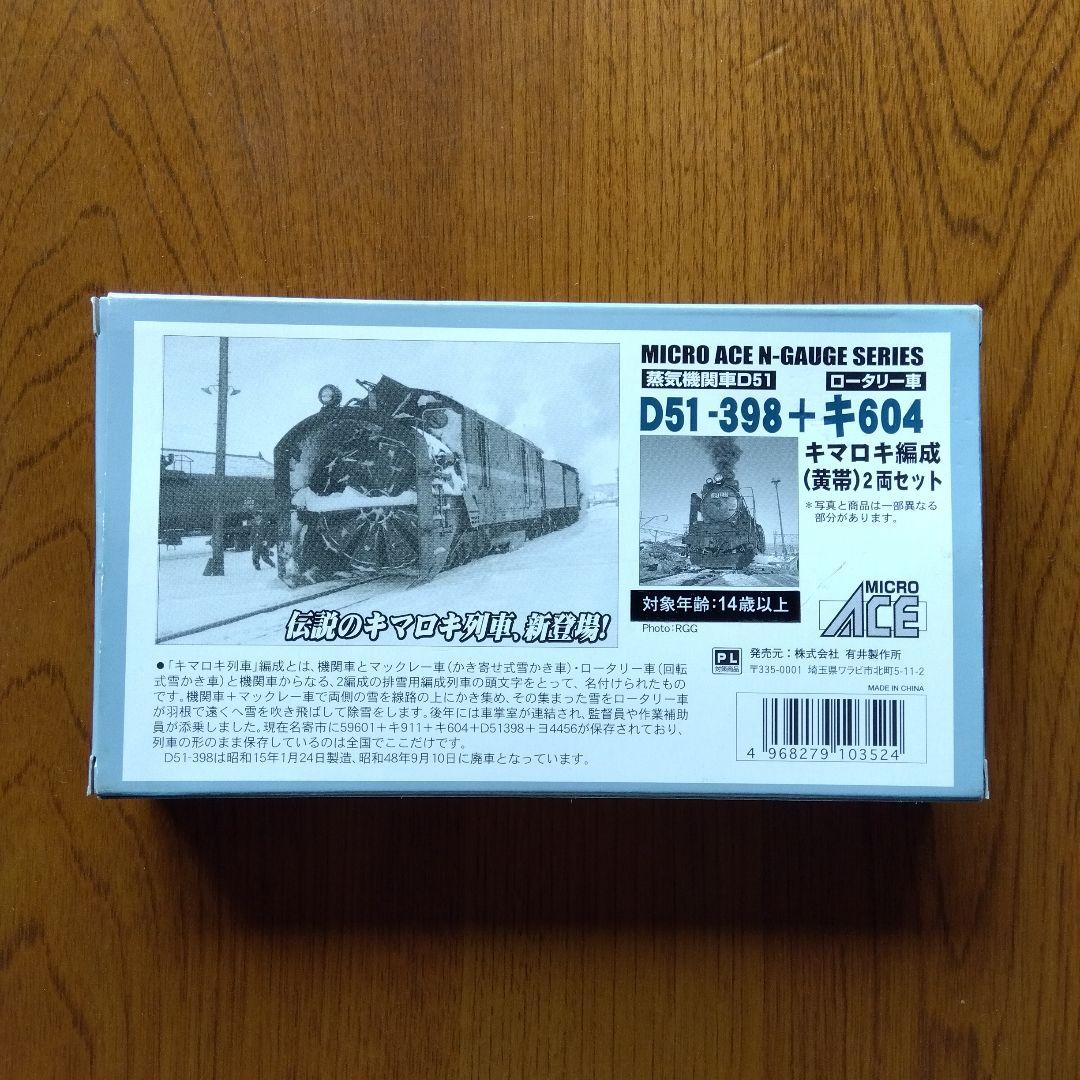 MICRO ACE N-GAUGE SERIES
蒸気機関車D51 ロータリー車
D51-398+キ604
キマロキ編成
(黄帯)2両セット
*写真と商品は一部異なる
部分があります。
対象年齢:14歳以上
Photo:RGG
MICRO
ACE
伝説のキマロキ列車、新登場!
PL
対策商品
発売元:株式会社 有井製作所
〒335-0001 埼玉県ワラビ市北町5-11-2
MADE IN CHINA
4 968279 103524
●「キマロキ列車」編成とは、機関車とマックレー車(かき寄せ式雪かき車)・ロータリー車(回転
式雪かき車)と機関車からなる、2編成の排雪用編成列車の頭文字をとって、名付けられたもの
です。機関車+マックレー車で両側の雪を線路の上にかき集め、その集まった雪をロータリー車
が羽根で遠くへ雪を吹き飛ばして除雪をします。後年には車掌室が連結され、監督員や作業補助
員が添乗しました。現在名寄市に59601+キ911+キ604+D51398+ヨ4456が保存されており、
列車の形のまま保存しているのは全国でここだけです。
D51-398は昭和15年1月24日製造、昭和48年9月10日に廃車となっています。